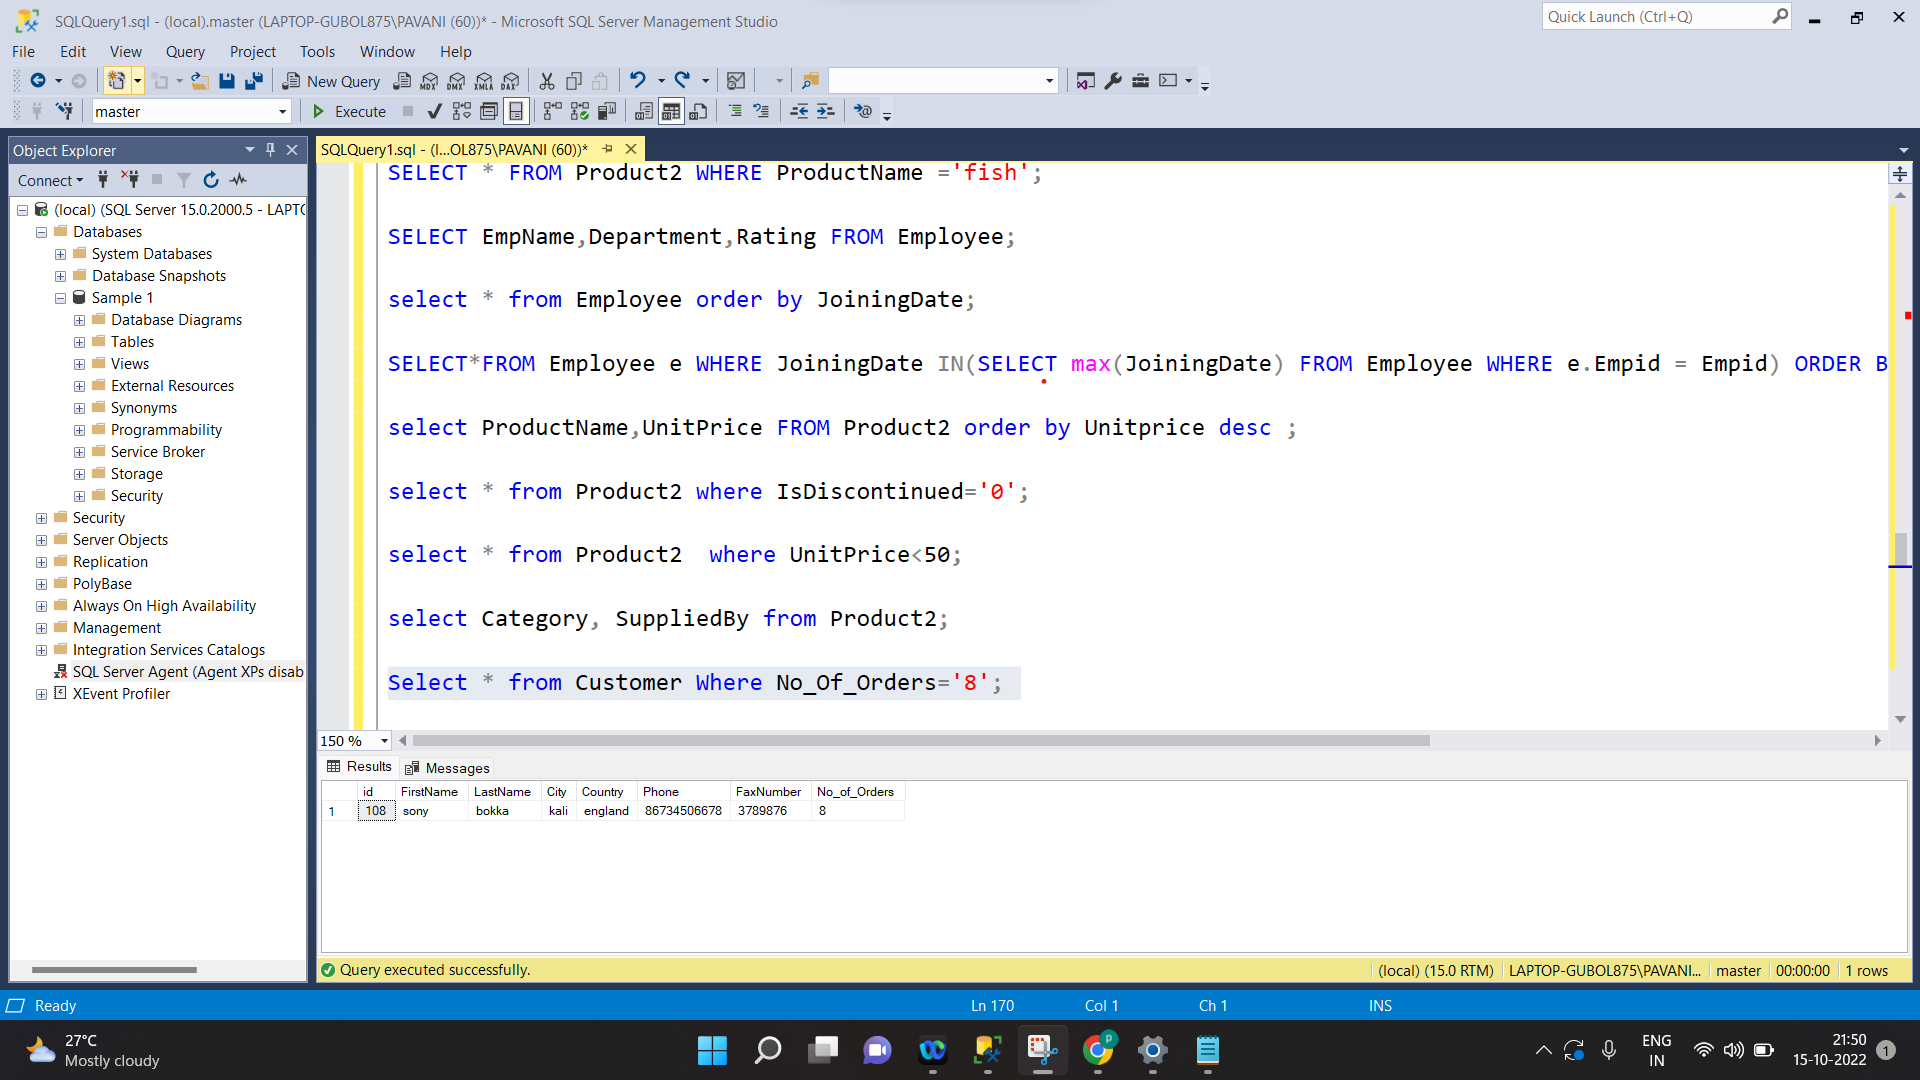 SQLQuery1.sql - (local).master (LAPTOP-GUBOL875\PAVANI (60))* - Microsoft SQL Server Management Studio
Quick Launch (Ctrl+Q)
File Edit View Query Project Tools Window Help
New Query
MDX DMX XMLA DAX
master
Execute
Object Explorer
Connect
(local) (SQL Server 15.0.2000.5 - LAPTO
Databases
System Databases
Database Snapshots
Sample 1
Database Diagrams
Tables
Views
External Resources
Synonyms
Programmability
Service Broker
Storage
Security
Security
Server Objects
Replication
PolyBase
Always On High Availability
Management
Integration Services Catalogs
SQL Server Agent (Agent XPs disab
XEvent Profiler
SQLQuery1.sql - (l...OL875\PAVANI (60))*
SELECT * FROM Product2 WHERE ProductName ='fish';
SELECT EmpName,Department,Rating FROM Employee;
select * from Employee order by JoiningDate;
SELECT*FROM Employee e WHERE JoiningDate IN(SELECT max(JoiningDate) FROM Employee WHERE e.Empid = Empid) ORDER B
select ProductName,UnitPrice FROM Product2 order by Unitprice desc ;
select * from Product2 where IsDiscontinued='0';
select * from Product2  where UnitPrice<50;
select Category, SuppliedBy from Product2;
Select * from Customer Where No_Of_Orders='8';
150 %
Results Messages
id FirstName LastName City Country Phone FaxNumber No_of_Orders
1 108 sony bokka kali england 86734506678 3789876 8
Query executed successfully.
(local) (15.0 RTM) LAPTOP-GUBOL875\PAVANI... master 00:00:00 1 rows
Ready
Ln 170 Col 1 Ch 1 INS
27°C
Mostly cloudy
P
ENG
IN
21:50
15-10-2022
1